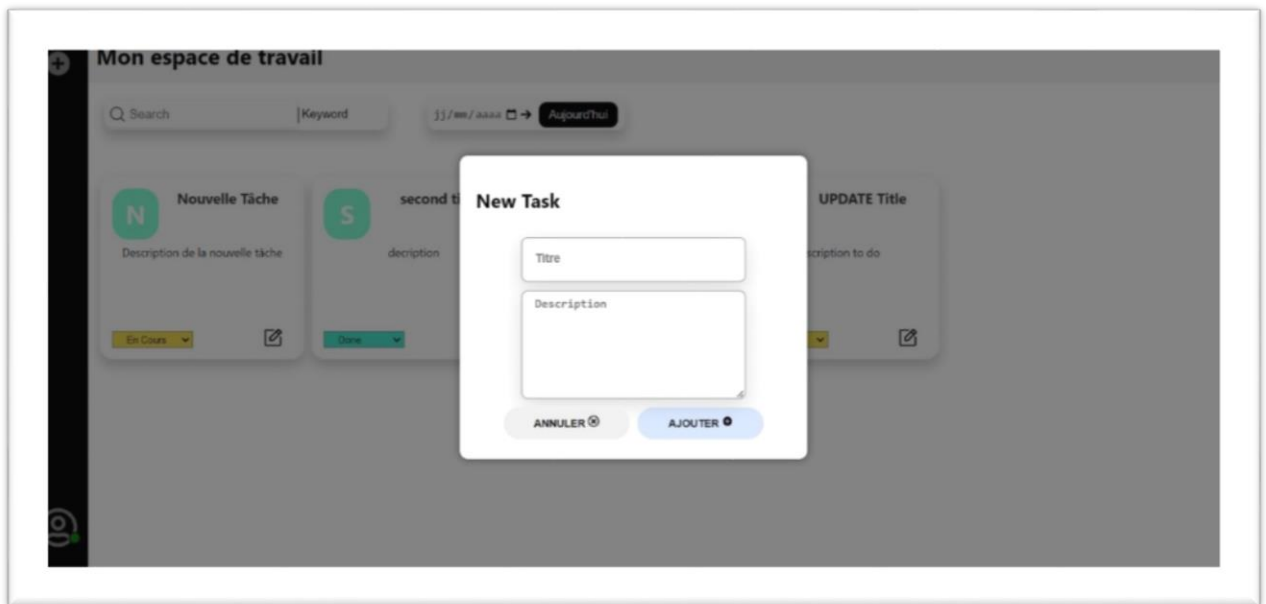 Mon espace de travail
Search |Keyword jj/mm/aaaa → Aujourd'hui
N Nouvelle Tâche
Description de la nouvelle tâche
En Cours
S second ti
decription
Done
New Task
Titre
Description
ANNULER
AJOUTER
UPDATE Title
scription to do